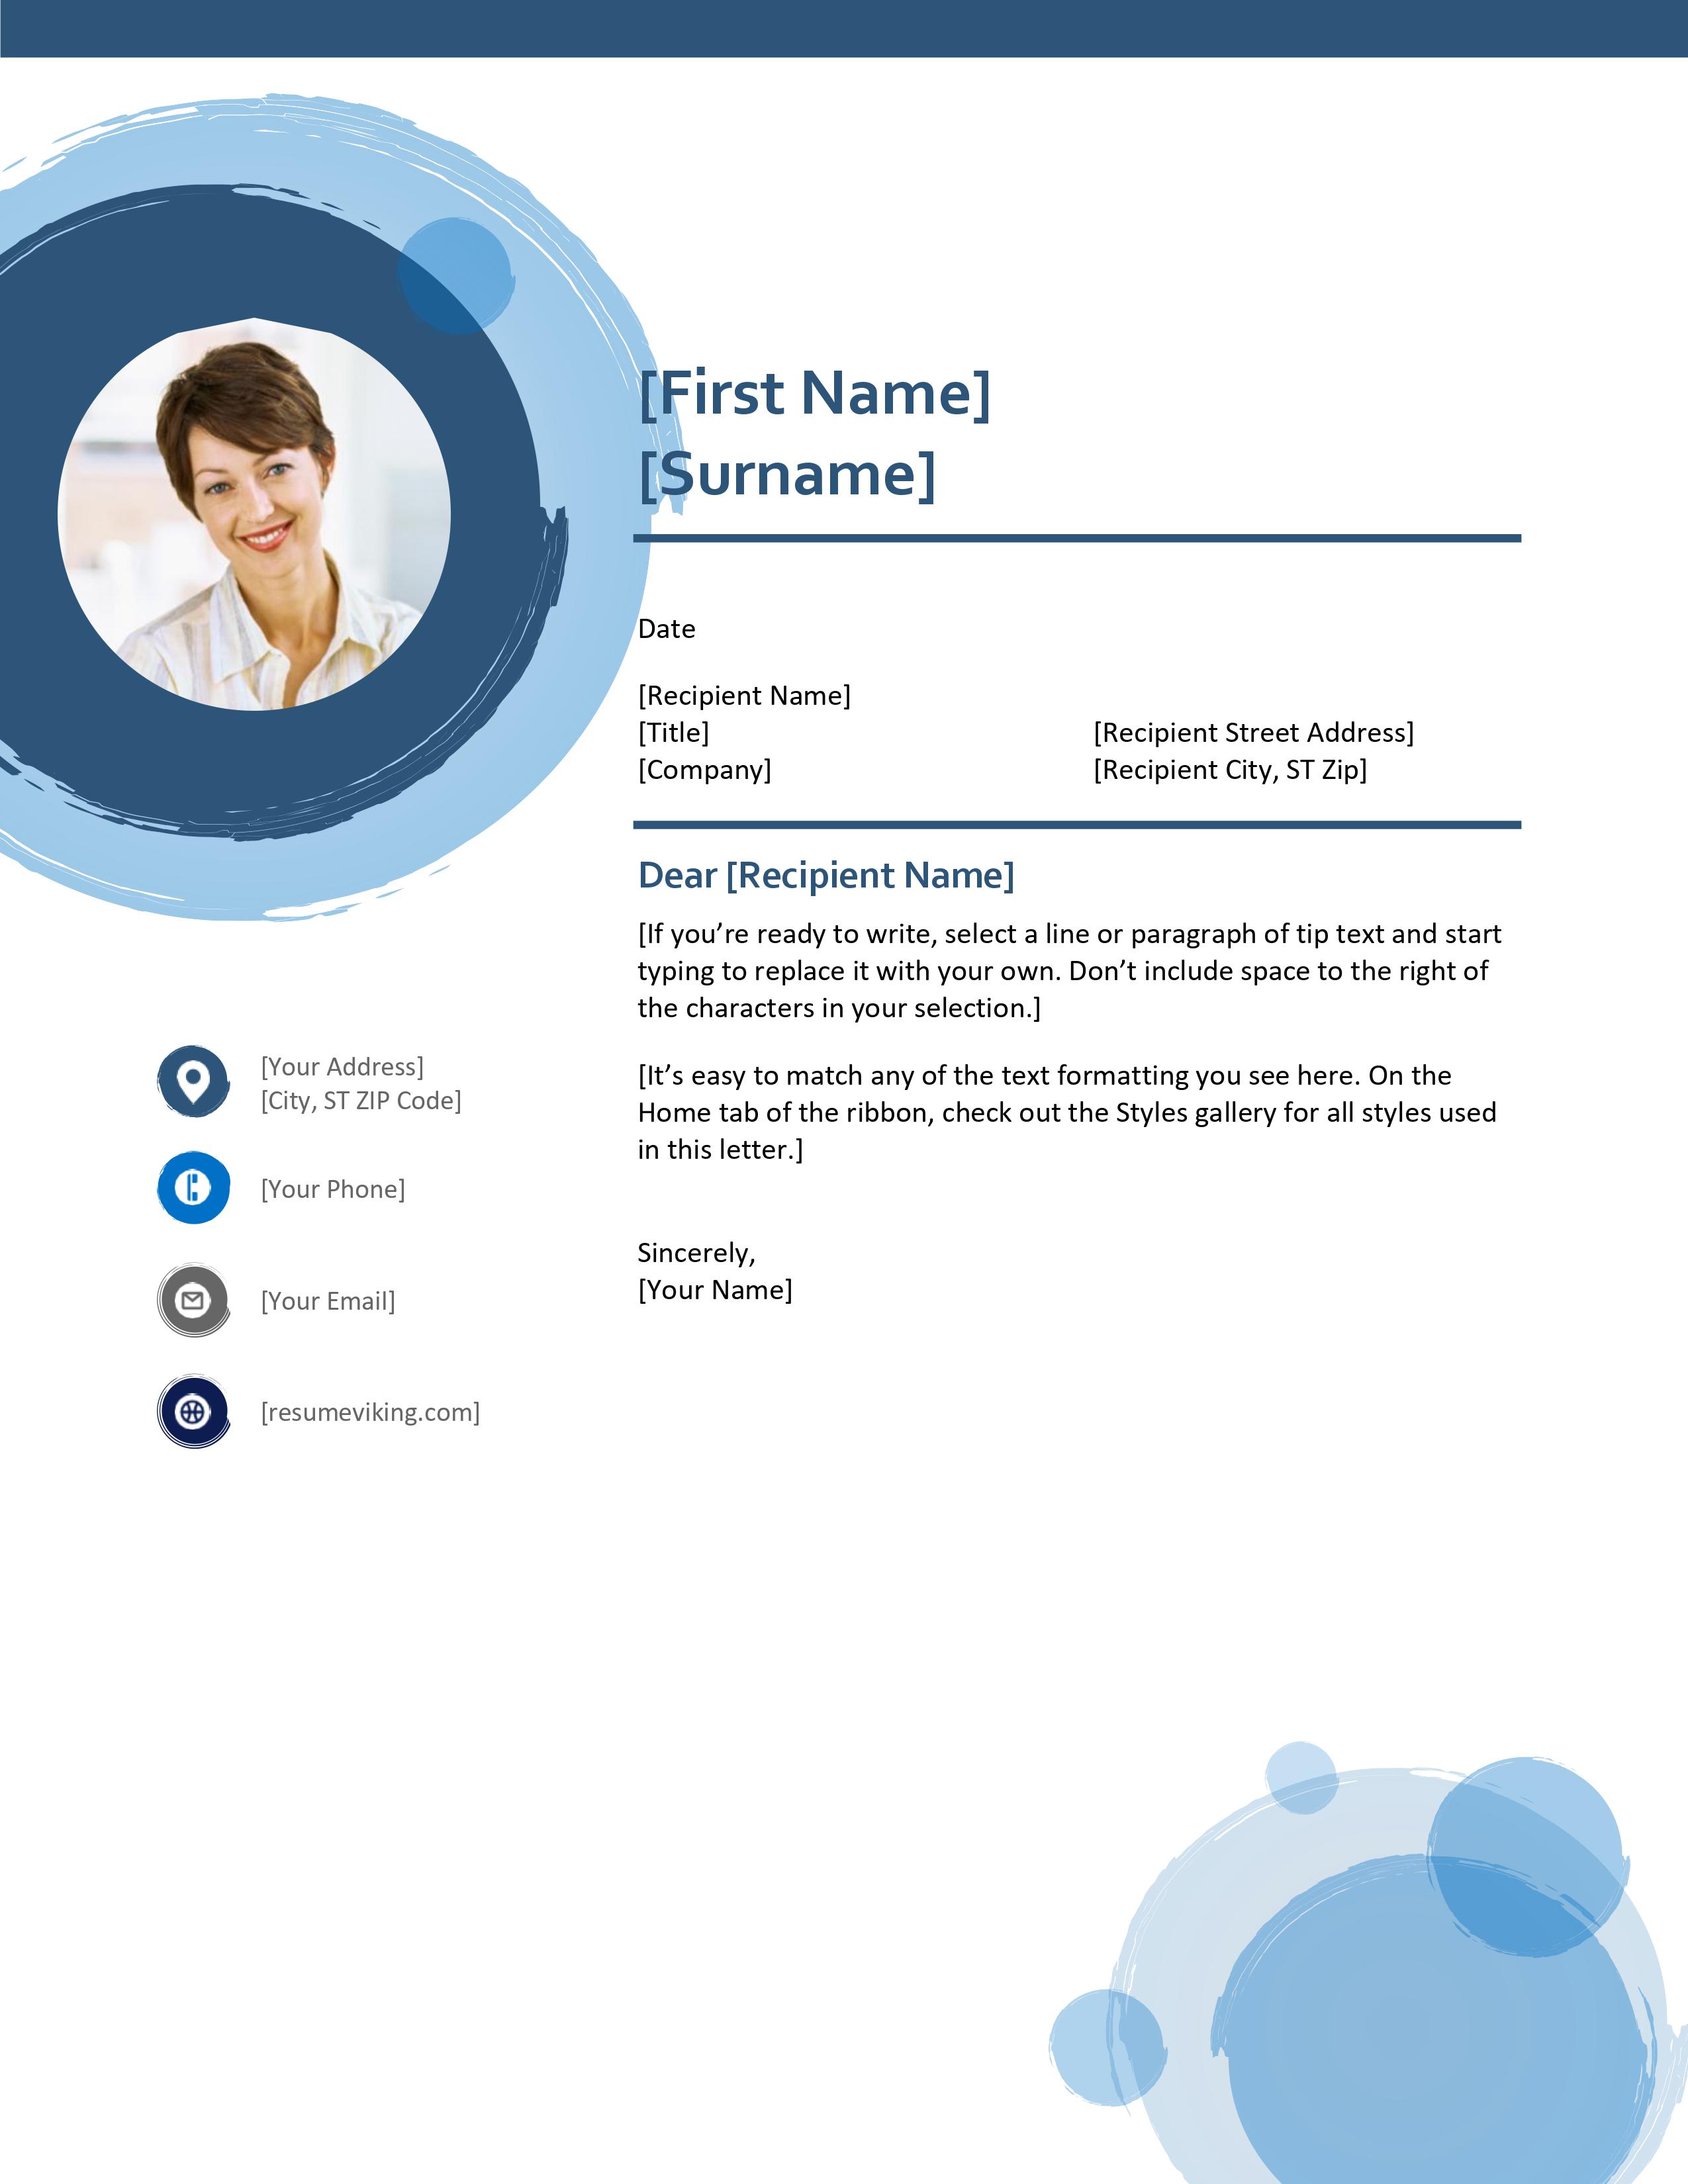 [First Name]
[Surname]
Date
[Recipient Name]
[Title]
[Company]
[Recipient Street Address]
[Recipient City, ST Zip]
Dear [Recipient Name]
[If you’re ready to write, select a line or paragraph of tip text and start
typing to replace it with your own. Don’t include space to the right of
the characters in your selection.]
[It’s easy to match any of the text formatting you see here. On the
Home tab of the ribbon, check out the Styles gallery for all styles used
in this letter.]
Sincerely,
[Your Name]
[Your Address]
[City, ST ZIP Code]
[Your Phone]
[Your Email]
[resumeviking.com]